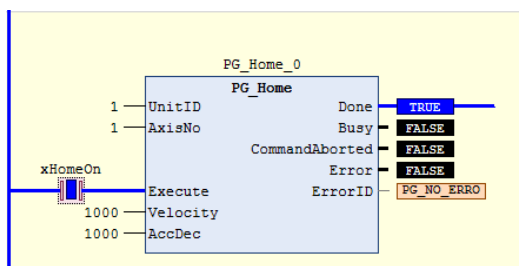 PG_Home_0
PG_Home
1 UnitID Done TRUE
1 AxisNo Busy FALSE
CommandAborted FALSE
Error FALSE
xHomeOn
Execute ErrorID PG_NO_ERRO
1000 Velocity
1000 AccDec